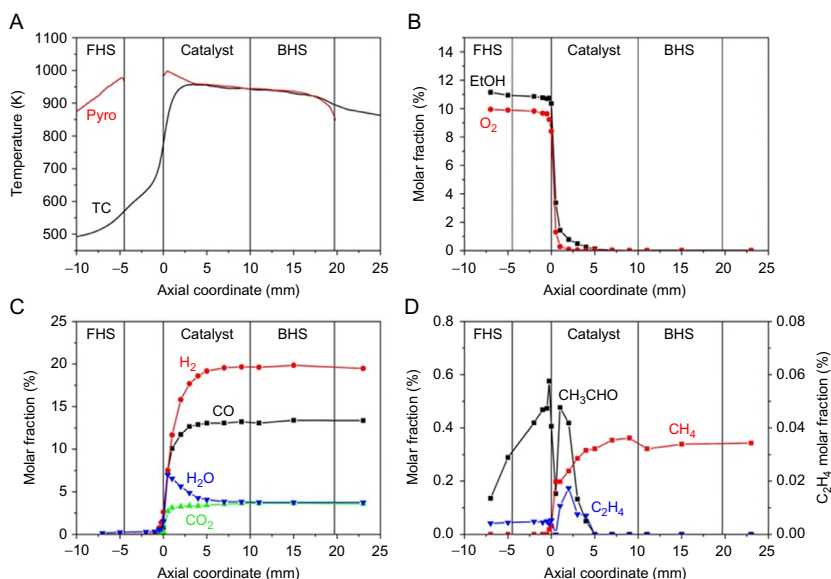 A
B
1100
1000
900
800
700
600
500
FHS
Catalyst
BHS
Pyro
TC
Temperature (K)
−10 −5 0 5 10 15 20 25
Axial coordinate (mm)
14
12
10
8
6
4
2
0
FHS
Catalyst
BHS
EtOH
O2
Molar fraction (%)
−10 −5 0 5 10 15 20 25
Axial coordinate (mm)
C
D
25
20
15
10
5
0
FHS
Catalyst
BHS
H2
CO
H2O
CO2
Molar fraction (%)
−10 −5 0 5 10 15 20 25
Axial coordinate (mm)
0.8
0.6
0.4
0.2
0.0
FHS
Catalyst
BHS
CH3CHO
CH4
C2H4
Molar fraction (%)
0.08
0.06
0.04
0.02
0.00
C2H4 molar fraction (%)
−10 −5 0 5 10 15 20 25
Axial coordinate (mm)